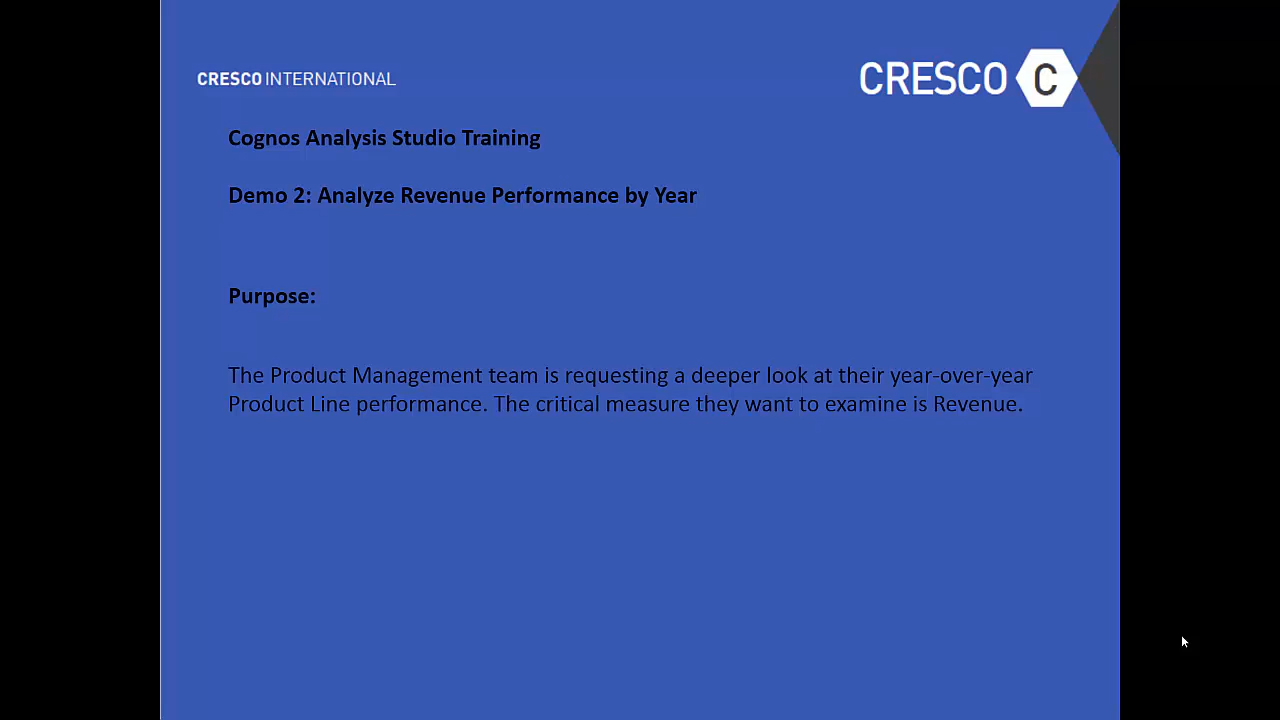 CRESCO INTERNATIONAL
CRESCO C
Cognos Analysis Studio Training
Demo 2: Analyze Revenue Performance by Year
Purpose:
The Product Management team is requesting a deeper look at their year-over-year
Product Line performance. The critical measure they want to examine is Revenue.